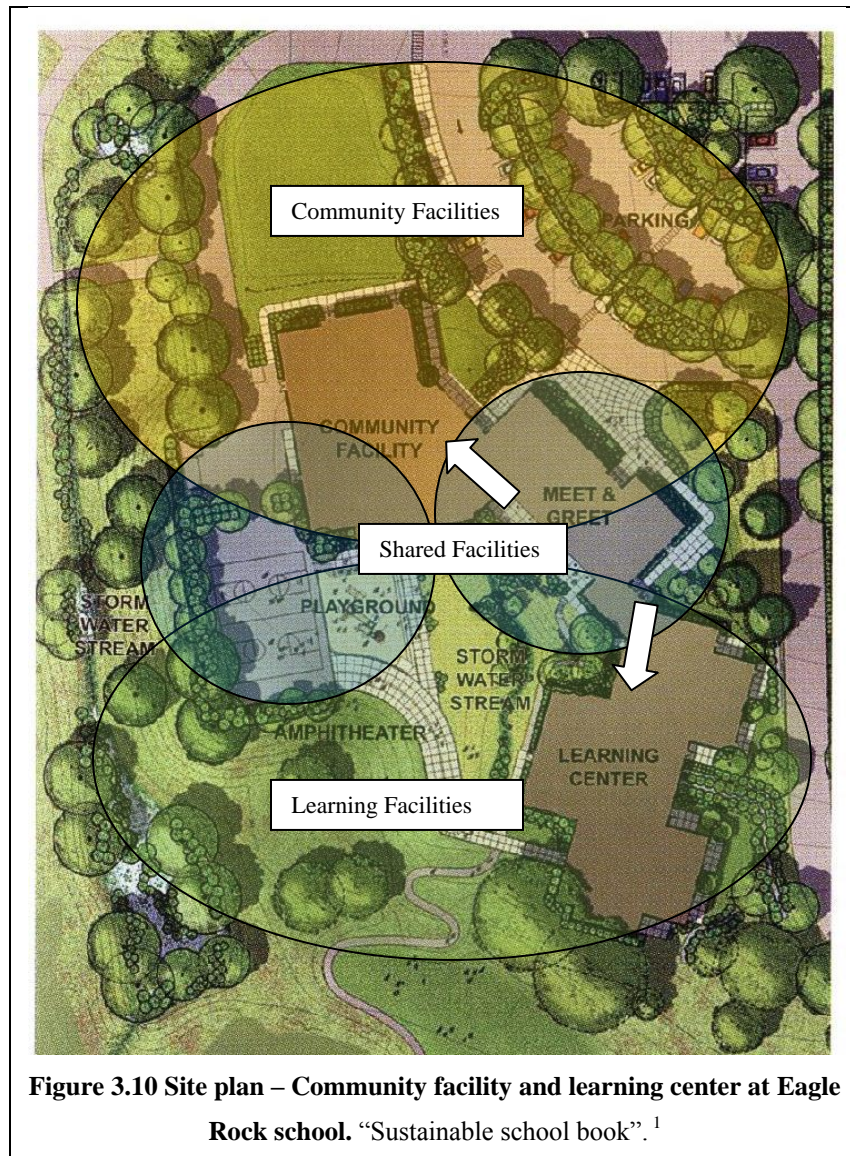 Community Facilities
PARKING
COMMUNITY
FACILITY
MEET &
GREET
Shared Facilities
PLAYGROUND
STORM
WATER
STREAM
STORM
WATER
STREAM
AMPHITHEATER
LEARNING
CENTER
Learning Facilities
Figure 3.10 Site plan – Community facility and learning center at Eagle
Rock school. “Sustainable school book”. 1